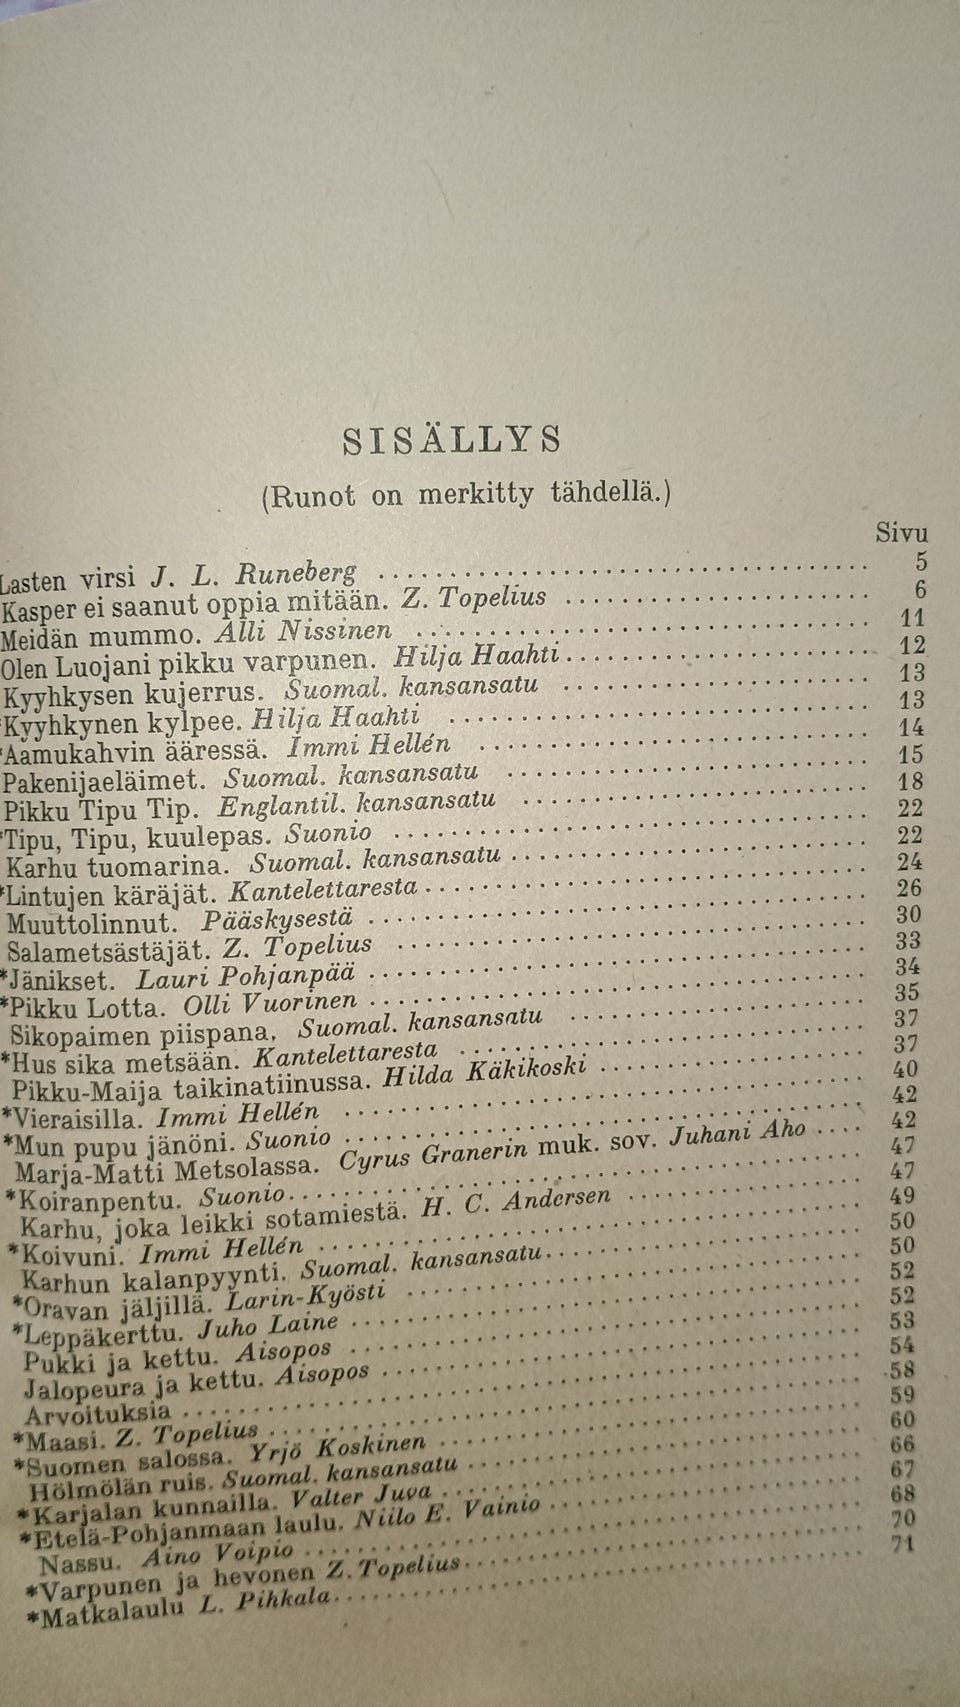 SISÄLLYS
(Runot on merkitty tähdellä.)
Sivu
Lasten virsi J. L. Runeberg 5
Kasper ei saanut oppia mitään. Z. Topelius 6
Meidän mummo. Alli Nissinen 11
Olen Luojani pikku varpunen. Hilja Haahti 12
Kyyhkysen kujerrus. Suomal. kansansatu 13
*Kyyhkynen kylpee. Hilja Haahti 13
*Aamukahvin ääressä. Immi Hellén 14
Pakenijaeläimet. Suomal. kansansatu 15
Pikku Tipu Tip. Englantil. kansansatu 18
*Tipu, Tipu, kuulepas. Suonio 22
Karhu tuomarina. Suomal. kansansatu 22
*Lintujen käräjät. Kantelettaresta 24
Muuttolinnut. Pääskysestä 26
Salametsästäjät. Z. Topelius 30
*Jänikset. Lauri Pohjanpää 33
*Pikku Lotta. Olli Vuorinen 34
Sikopaimen piispana. Suomal. kansansatu 35
*Hus sika metsään. Kantelettaresta 37
Pikku-Maija taikinatiinussa. Hilda Käkikoski 37
*Vieraisilla. Immi Hellén 40
*Mun pupu jänöni. Suonio 42
Marja-Matti Metsolassa. Cyrus Granerin muk. sov. Juhani Aho 42
*Koiranpentu. Suonio 47
Karhu, joka leikki sotamiestä. H. C. Andersen 47
*Koivuni. Immi Hellén 49
Karhun kalanpyynti. Suomal. kansansatu 50
*Oravan jäljillä. Larin-Kyösti 50
*Leppäkerttu. Juho Laine 52
Pukki ja kettu. Aisopos 52
Jalopeura ja kettu. Aisopos 53
Arvoituksia 54
*Maasi. Z. Topelius 58
*Suomen salossa. Yrjö Koskinen 59
Hölmölän ruis. Suomal. kansansatu 60
*Karjalan kunnailla. Valter Juva 66
*Etelä-Pohjanmaan laulu. Niilo E. Vainio 67
Nassu. Aino Voipio 68
*Varpunen ja hevonen Z. Topelius 70
*Matkalaulu L. Pihkala 71